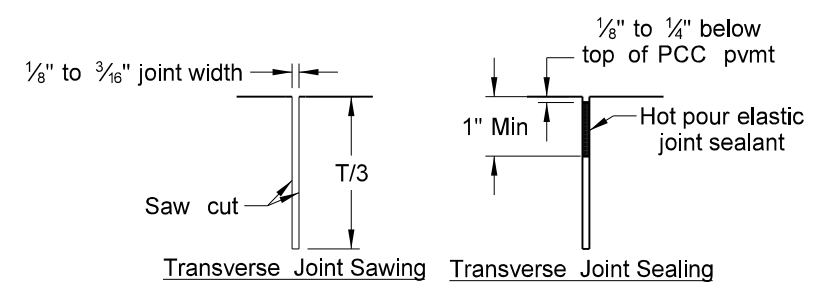 ⅛" to ³⁄₁₆" joint width
T/3
Saw cut
Transverse Joint Sawing
⅛" to ¼" below
top of PCC pvmt
1" Min
Hot pour elastic
joint sealant
Transverse Joint Sealing